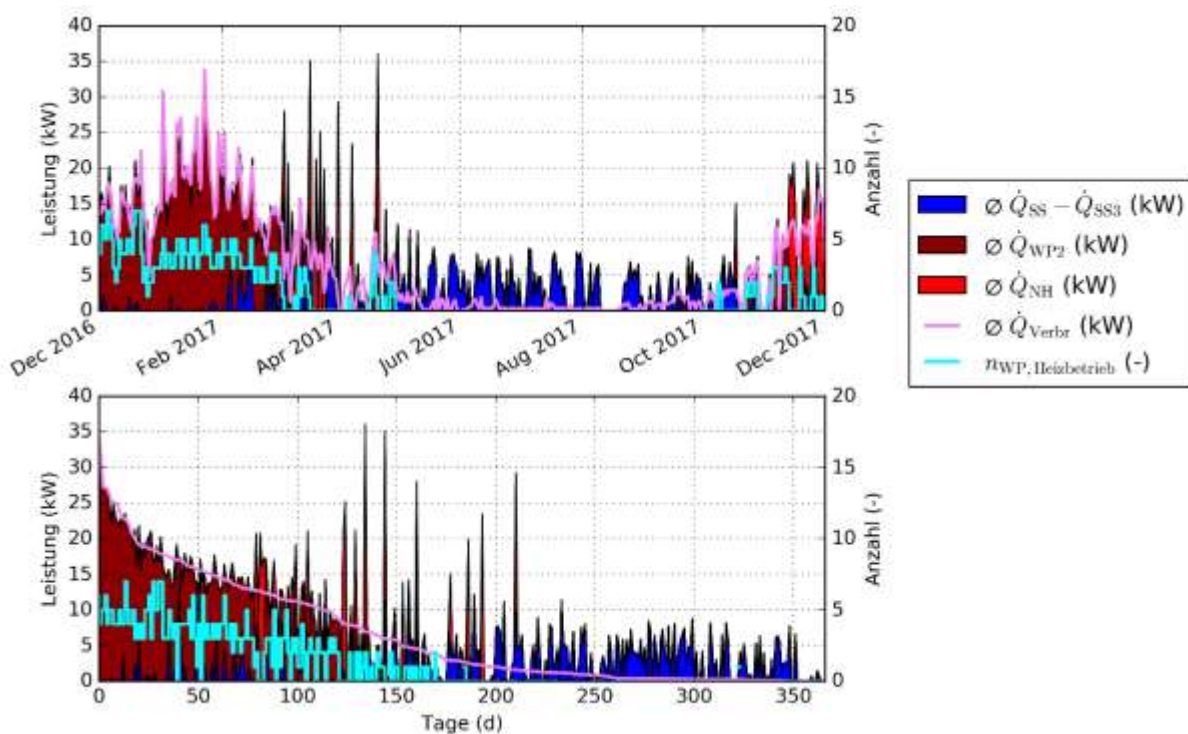 40
35
30
25
20
15
10
5
0
Leistung (kW)
20
15
10
5
0
Anzahl (-)
Dec 2016
Feb 2017
Apr 2017
Jun 2017
Aug 2017
Oct 2017
Dec 2017
∅ Q̇SS − Q̇SS3 (kW)
∅ Q̇WP2 (kW)
∅ Q̇NH (kW)
∅ Q̇Verbr (kW)
nWP,Heizbetrieb (-)
40
35
30
25
20
15
10
5
0
Leistung (kW)
20
15
10
5
0
Anzahl (-)
0 50 100 150 200 250 300 350
Tage (d)